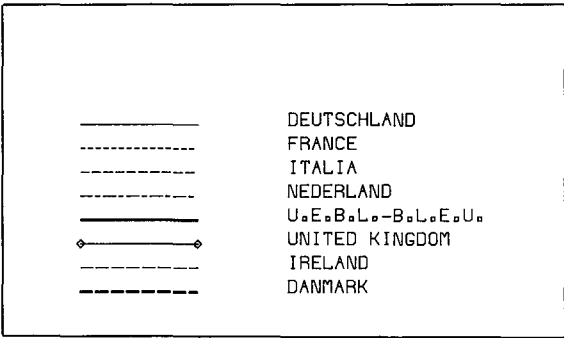 DEUTSCHLAND
FRANCE
ITALIA
NEDERLAND
U.E.B.L.-B.L.E.U.
UNITED KINGDOM
IRELAND
DANMARK